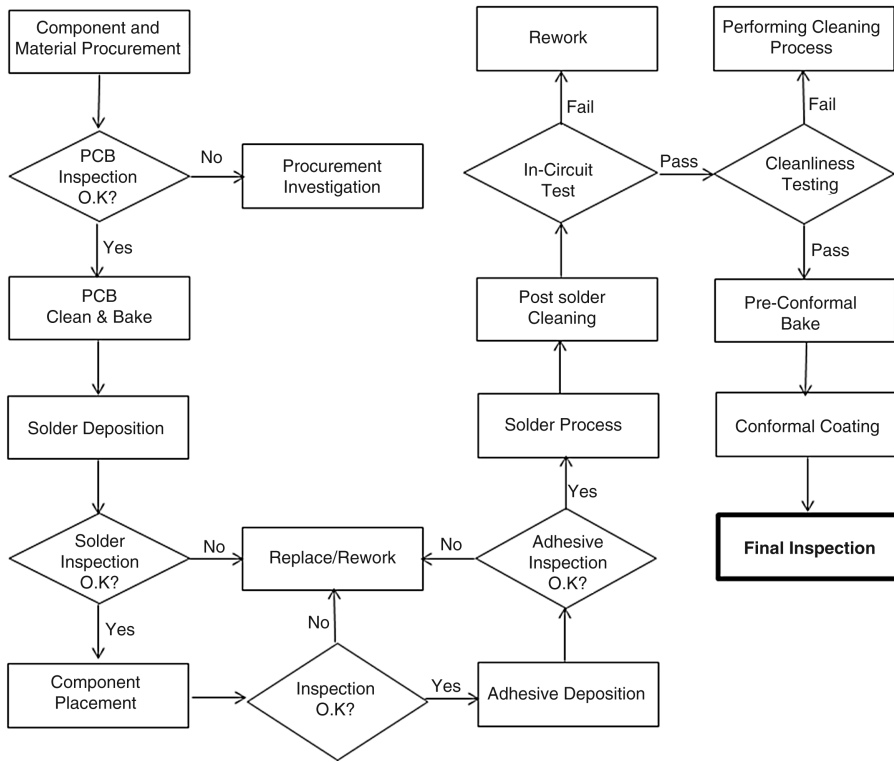 Component and
Material Procurement
PCB
Inspection
O.K?
No
Procurement
Investigation
Yes
PCB
Clean & Bake
Solder Deposition
Solder
Inspection
O.K?
No
Replace/Rework
Yes
Component
Placement
Inspection
O.K?
No
Yes
Adhesive Deposition
Adhesive
Inspection
O.K?
No
Yes
Solder Process
Post solder
Cleaning
In-Circuit
Test
Fail
Rework
Pass
Cleanliness
Testing
Fail
Performing Cleaning
Process
Pass
Pre-Conformal
Bake
Conformal Coating
Final Inspection